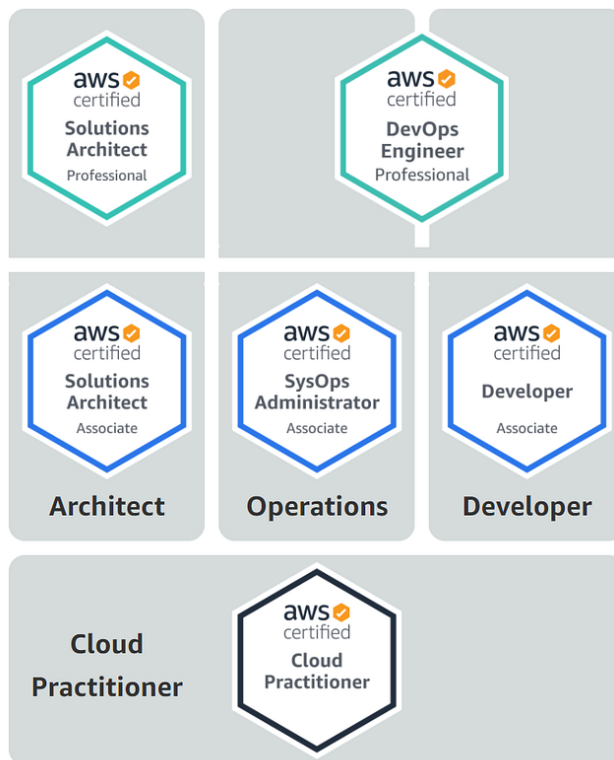 aws
certified
Solutions
Architect
Professional
aws
certified
DevOps
Engineer
Professional
aws
certified
Solutions
Architect
Associate
Architect
aws
certified
SysOps
Administrator
Associate
Operations
aws
certified
Developer
Associate
Developer
Cloud
Practitioner
aws
certified
Cloud
Practitioner